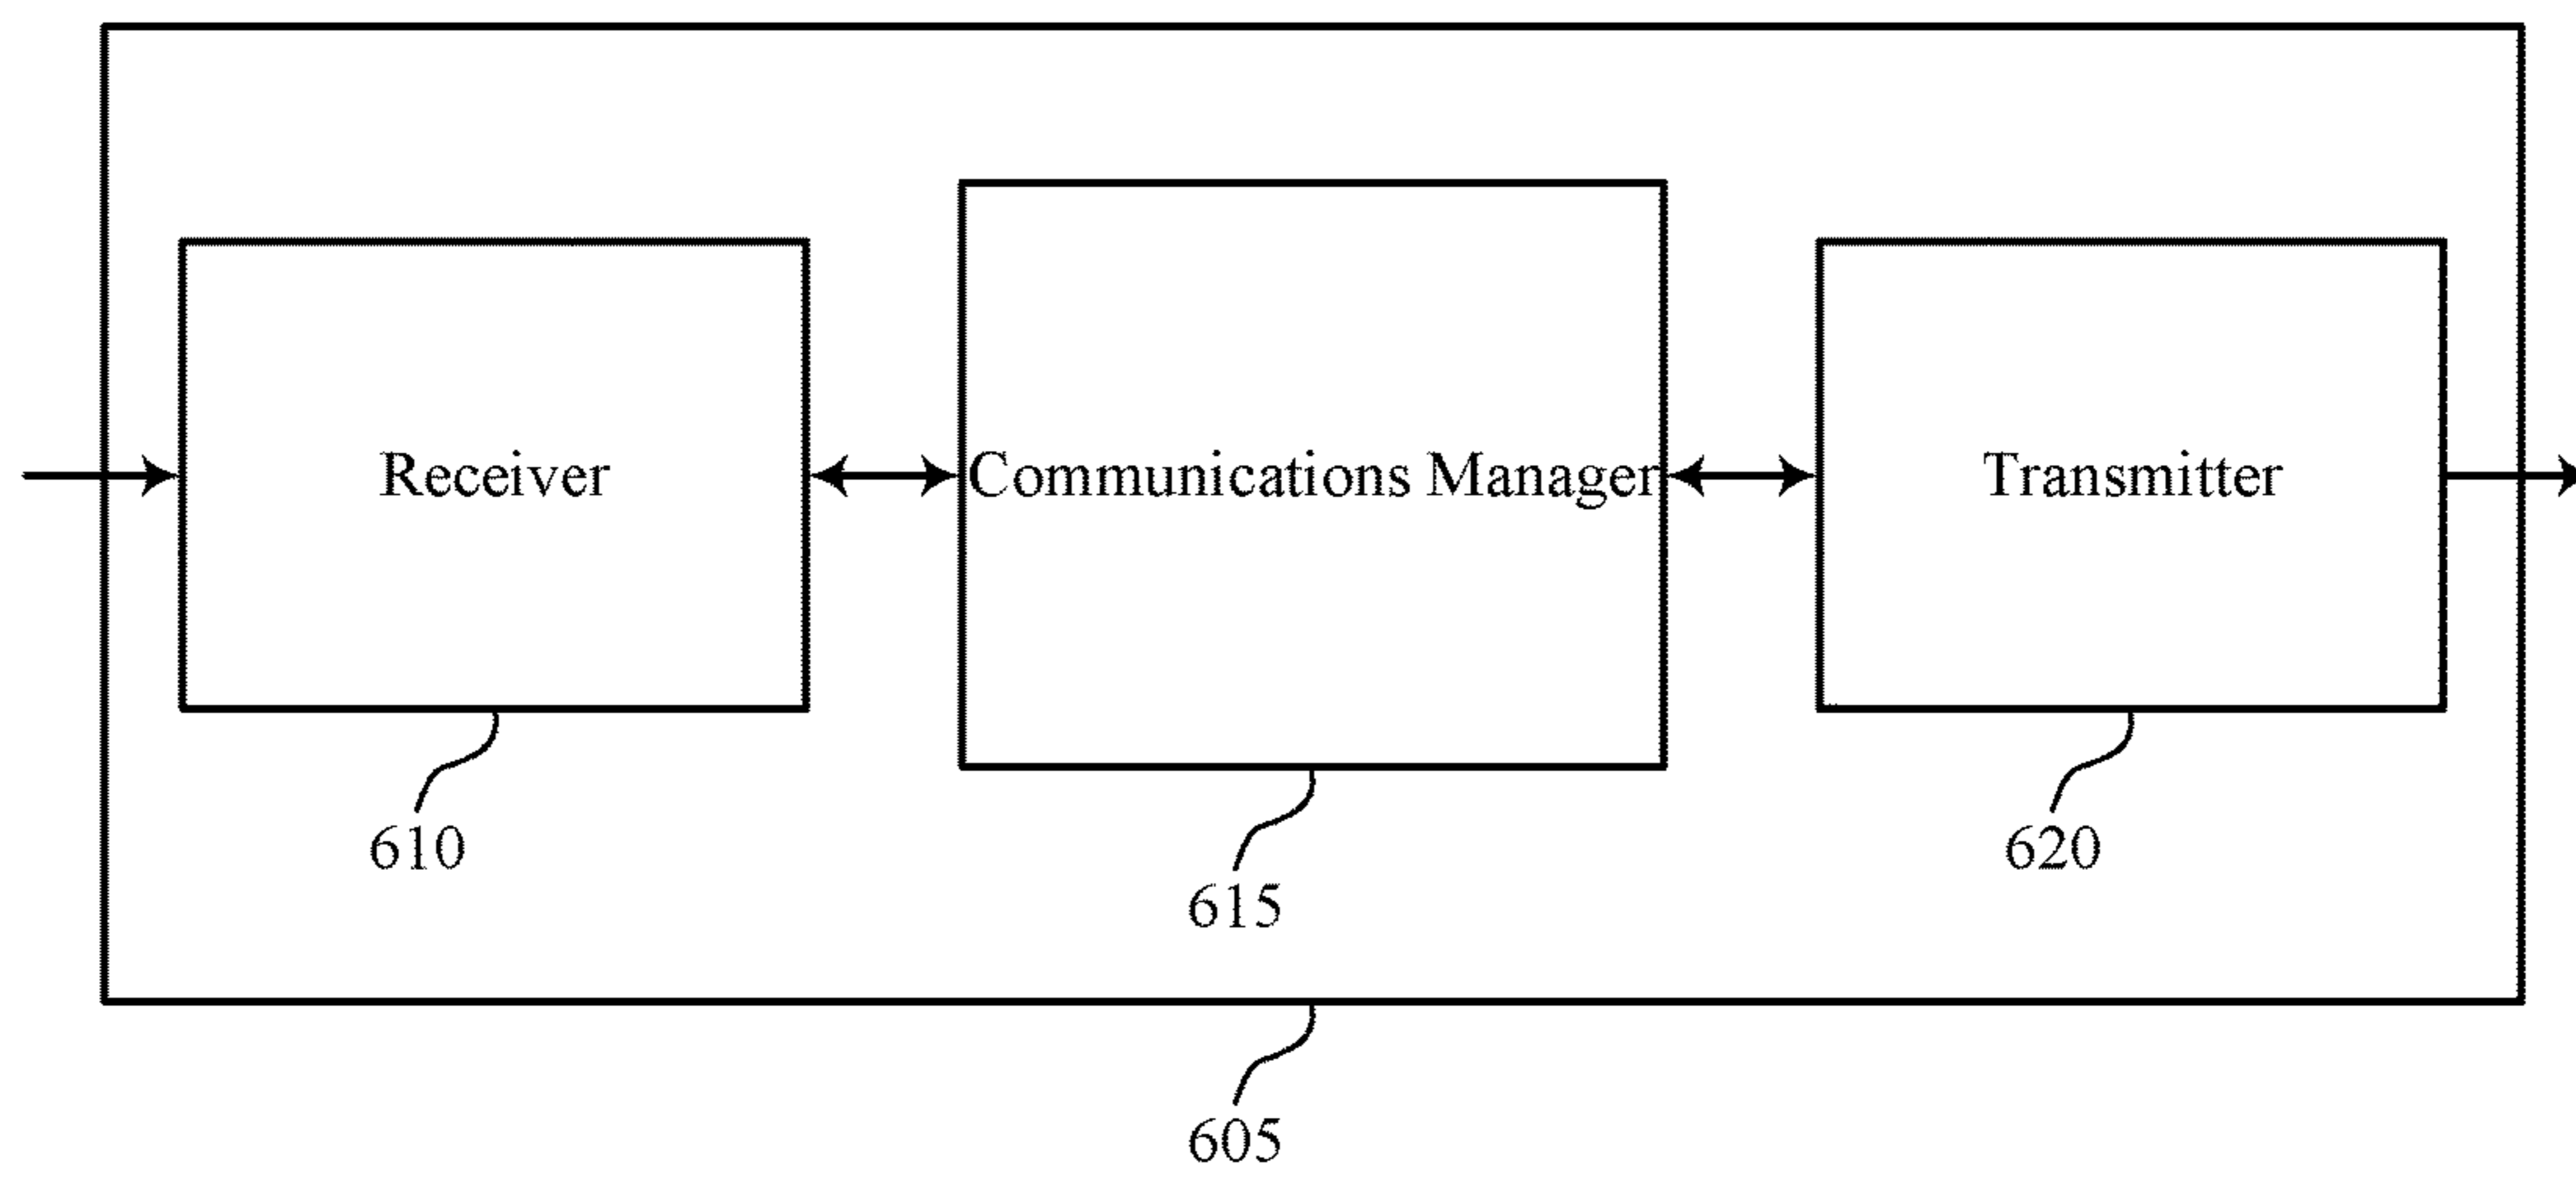 Receiver
Communications Manager
Transmitter
610
615
620
605